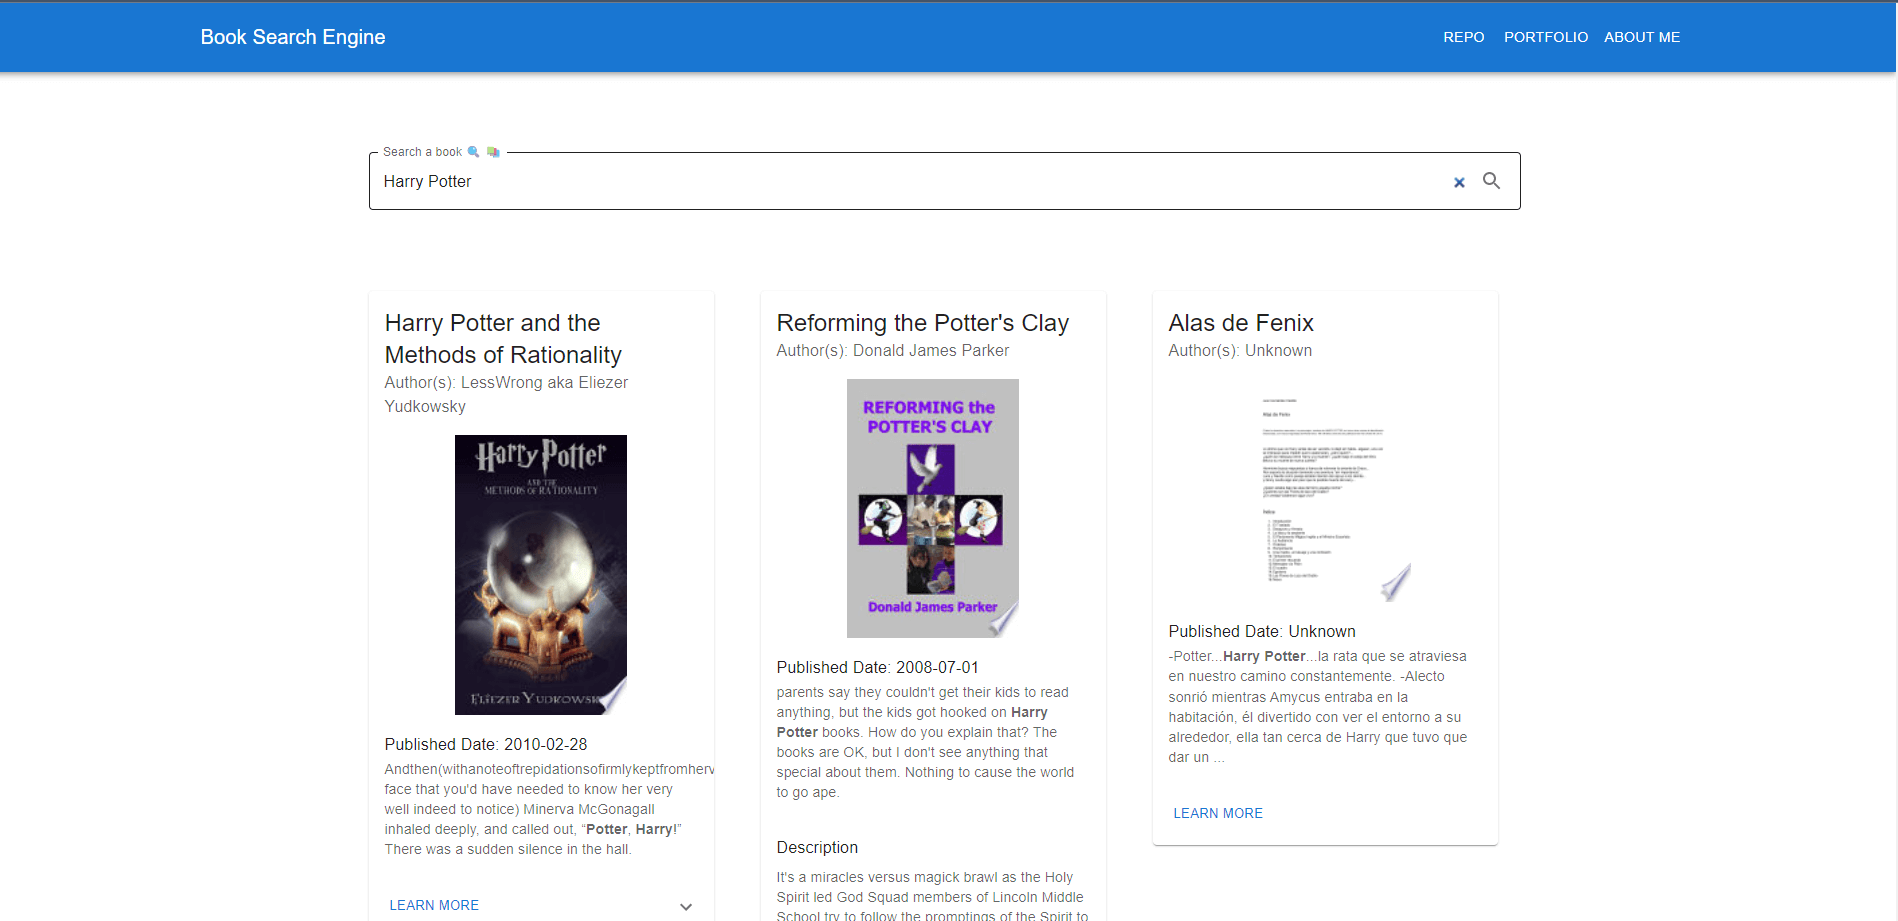 Book Search Engine
REPO PORTFOLIO ABOUT ME
Search a book
Harry Potter
Harry Potter and the
Methods of Rationality
Author(s): LessWrong aka Eliezer
Yudkowsky
Harry Potter
AND THE
METHODS OF RATIONALITY
ELIEZER YUDKOWSK
Published Date: 2010-02-28
Andthen(withanoteoftrepidationsofirmlykeptfromherv
face that you'd have needed to know her very
well indeed to notice) Minerva McGonagall
inhaled deeply, and called out, “Potter, Harry!”
There was a sudden silence in the hall.
LEARN MORE
Reforming the Potter's Clay
Author(s): Donald James Parker
REFORMING the
POTTER'S CLAY
Donald James Parker
Published Date: 2008-07-01
parents say they couldn't get their kids to read
anything, but the kids got hooked on Harry
Potter books. How do you explain that? The
books are OK, but I don't see anything that
special about them. Nothing to cause the world
to go ape.
Description
It's a miracles versus magick brawl as the Holy
Spirit led God Squad members of Lincoln Middle
School try to follow the promptings of the Spirit to
Alas de Fenix
Author(s): Unknown
Alas de Fenix
Published Date: Unknown
-Potter...Harry Potter...la rata que se atraviesa
en nuestro camino constantemente. -Alecto
sonrió mientras Amycus entraba en la
habitación, él divertido con ver el entorno a su
alrededor, ella tan cerca de Harry que tuvo que
dar un ...
LEARN MORE